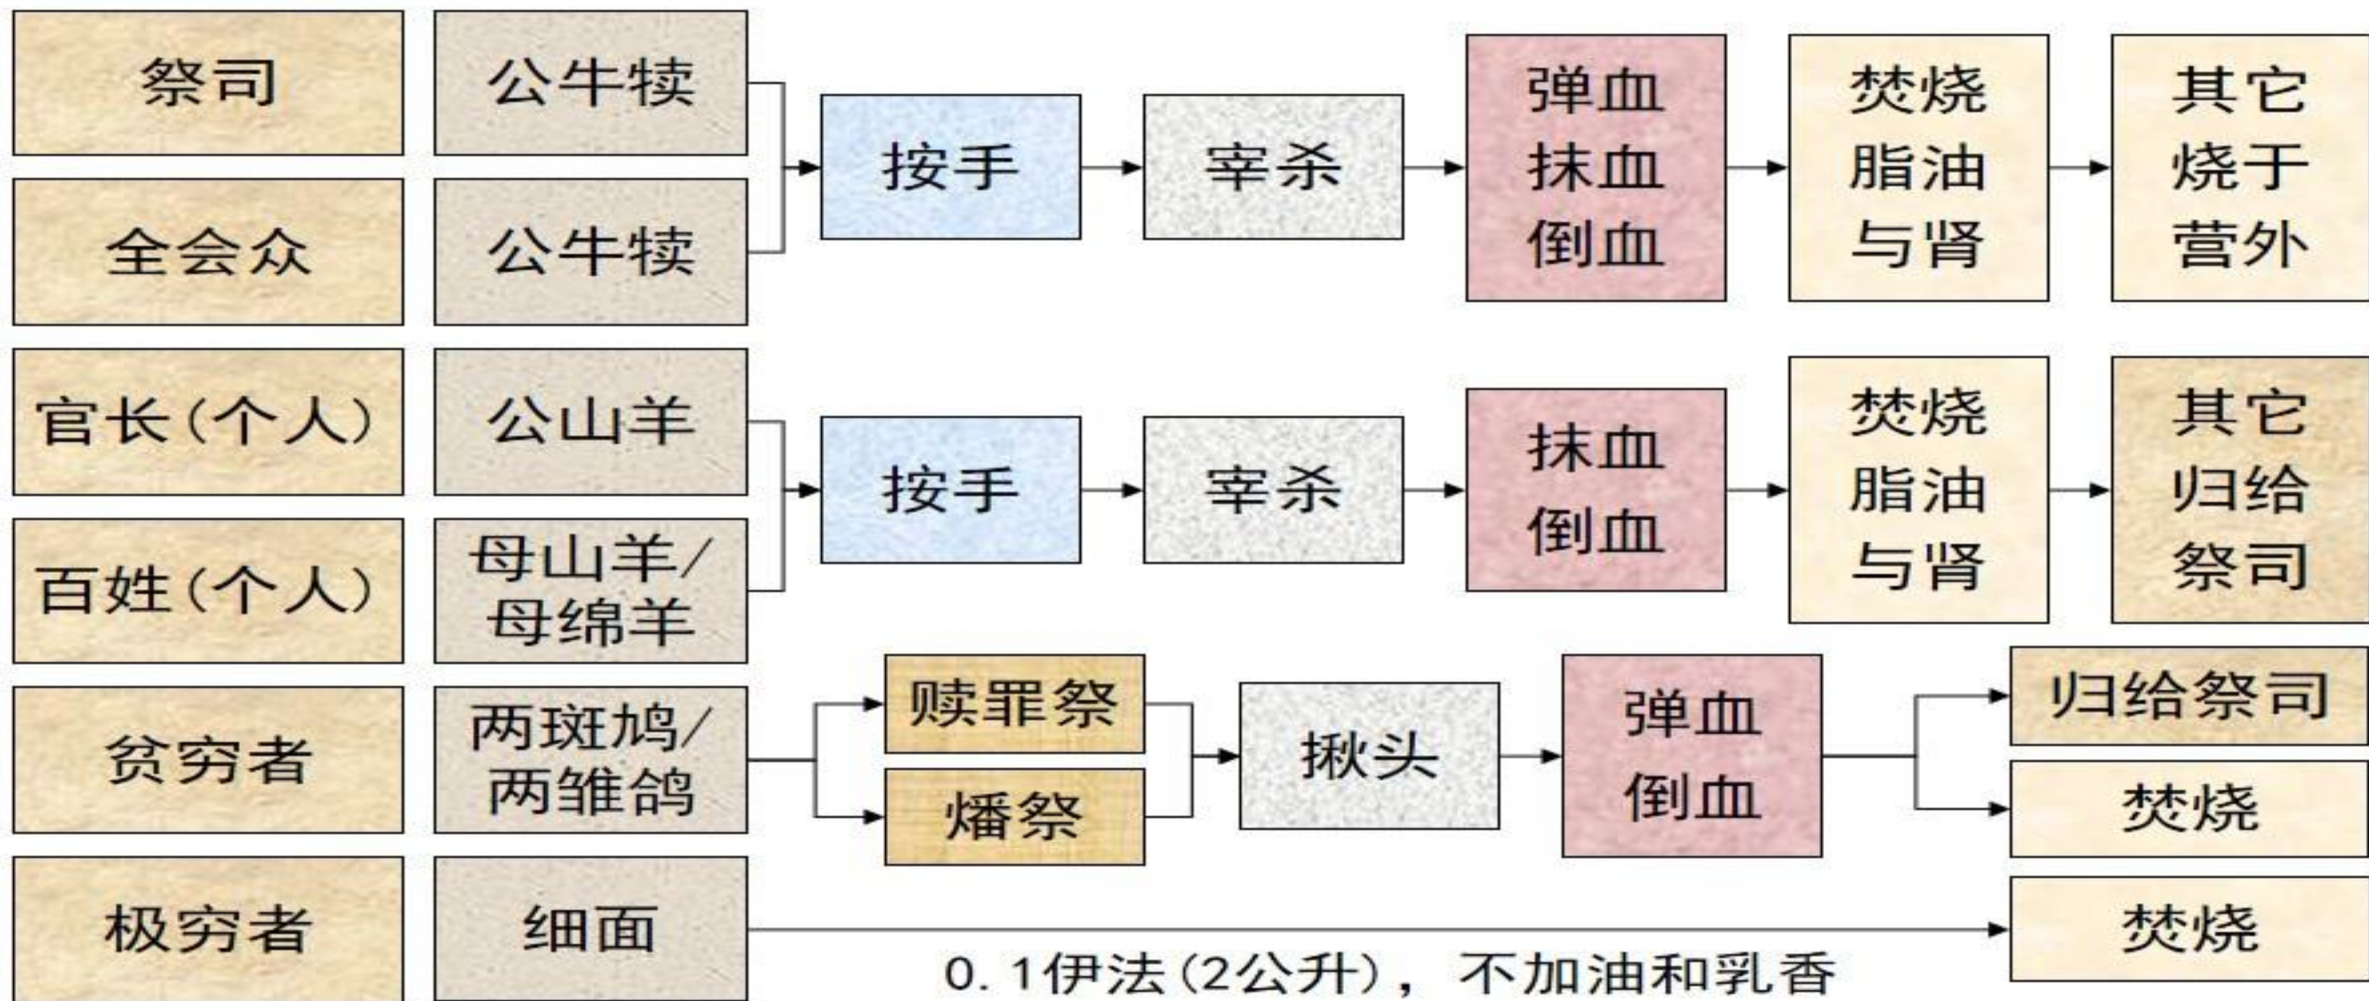 祭司
公牛犊
全会众
公牛犊
按手
宰杀
弹血
抹血
倒血
焚烧
脂油
与肾
其它
烧于
营外
官长(个人)
公山羊
百姓(个人)
母山羊/
母绵羊
按手
宰杀
抹血
倒血
焚烧
脂油
与肾
其它
归给
祭司
贫穷者
两斑鸠/
两雏鸽
赎罪祭
燔祭
揪头
弹血
倒血
归给祭司
焚烧
极穷者
细面
0.1伊法(2公升), 不加油和乳香
焚烧